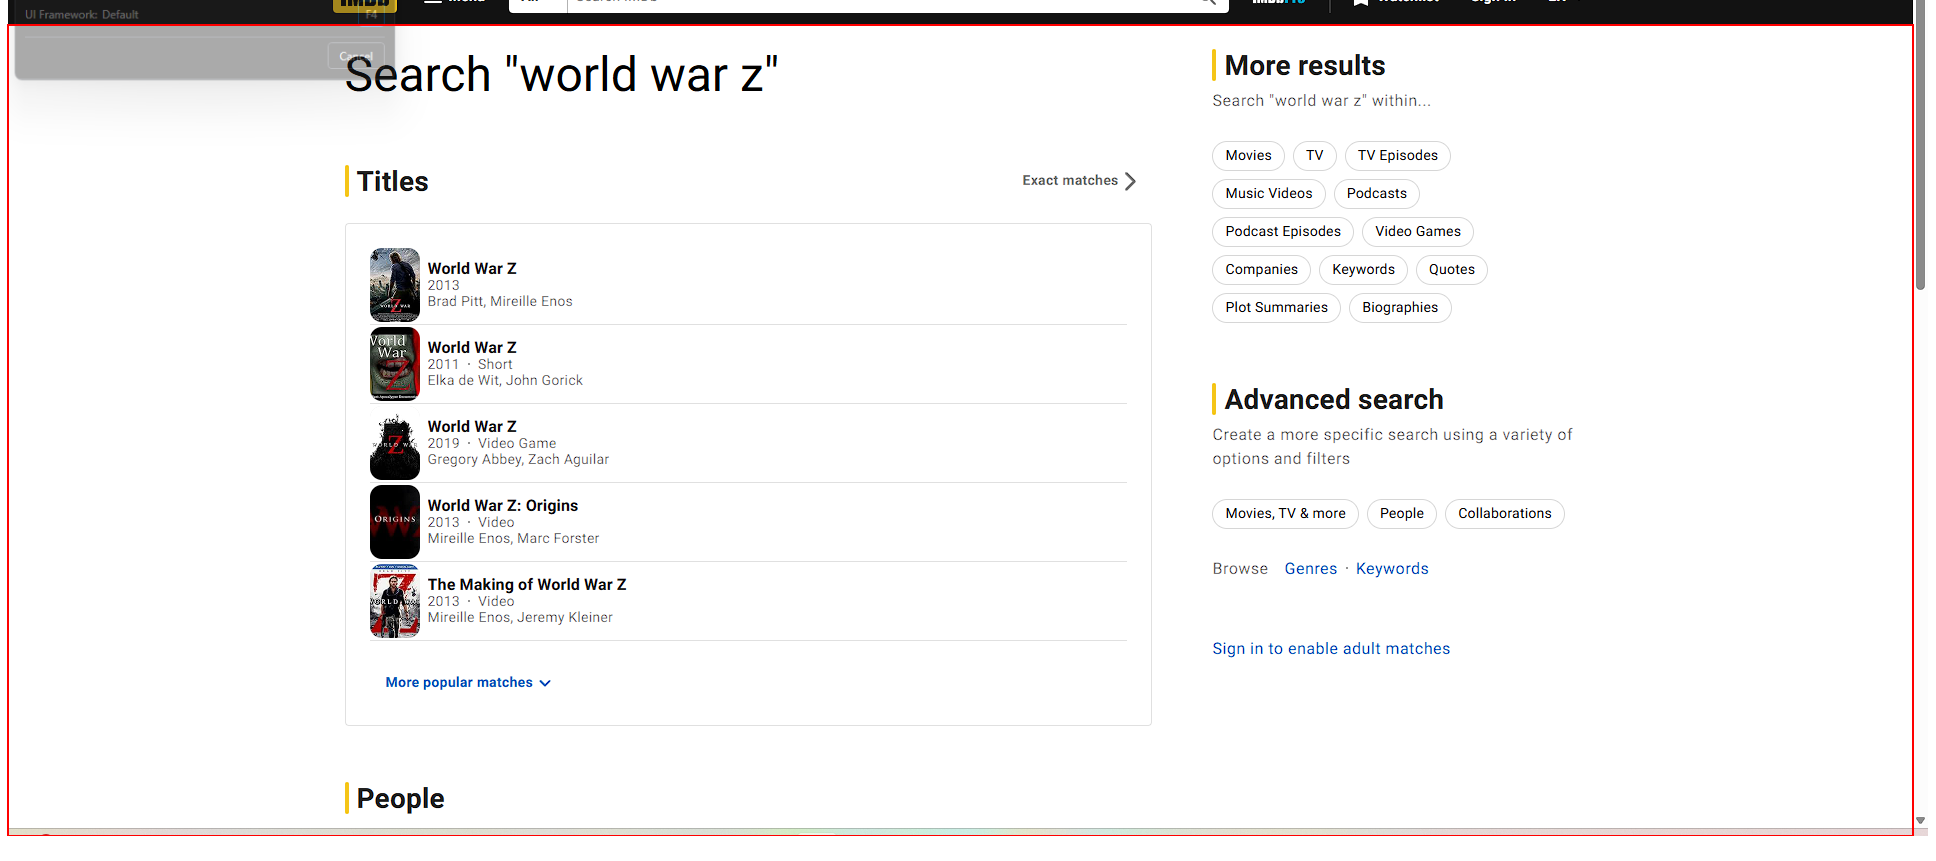 UI Framework: Default
F4
Cancel
Search "world war z"
Titles
Exact matches
World War Z
2013
Brad Pitt, Mireille Enos
World War Z
2011 · Short
Elka de Wit, John Gorick
World War Z
2019 · Video Game
Gregory Abbey, Zach Aguilar
ORIGINS
World War Z: Origins
2013 · Video
Mireille Enos, Marc Forster
The Making of World War Z
2013 · Video
Mireille Enos, Jeremy Kleiner
More popular matches
People
More results
Search "world war z" within...
Movies
TV
TV Episodes
Music Videos
Podcasts
Podcast Episodes
Video Games
Companies
Keywords
Quotes
Plot Summaries
Biographies
Advanced search
Create a more specific search using a variety of
options and filters
Movies, TV & more
People
Collaborations
Browse Genres · Keywords
Sign in to enable adult matches